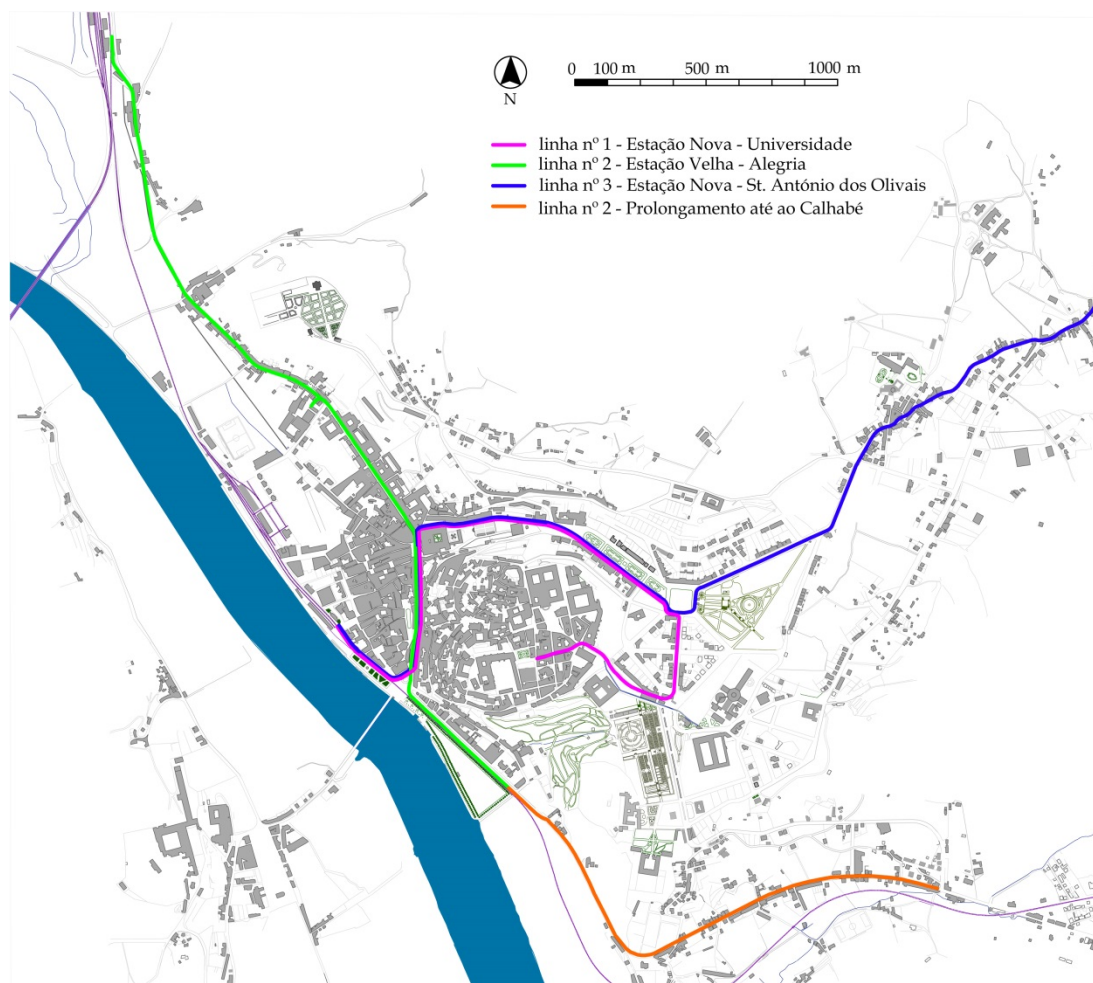 0 100 m 500 m 1000 m
N
linha nº 1 - Estação Nova - Universidade
linha nº 2 - Estação Velha - Alegria
linha nº 3 - Estação Nova - St. António dos Olivais
linha nº 2 - Prolongamento até ao Calhabé